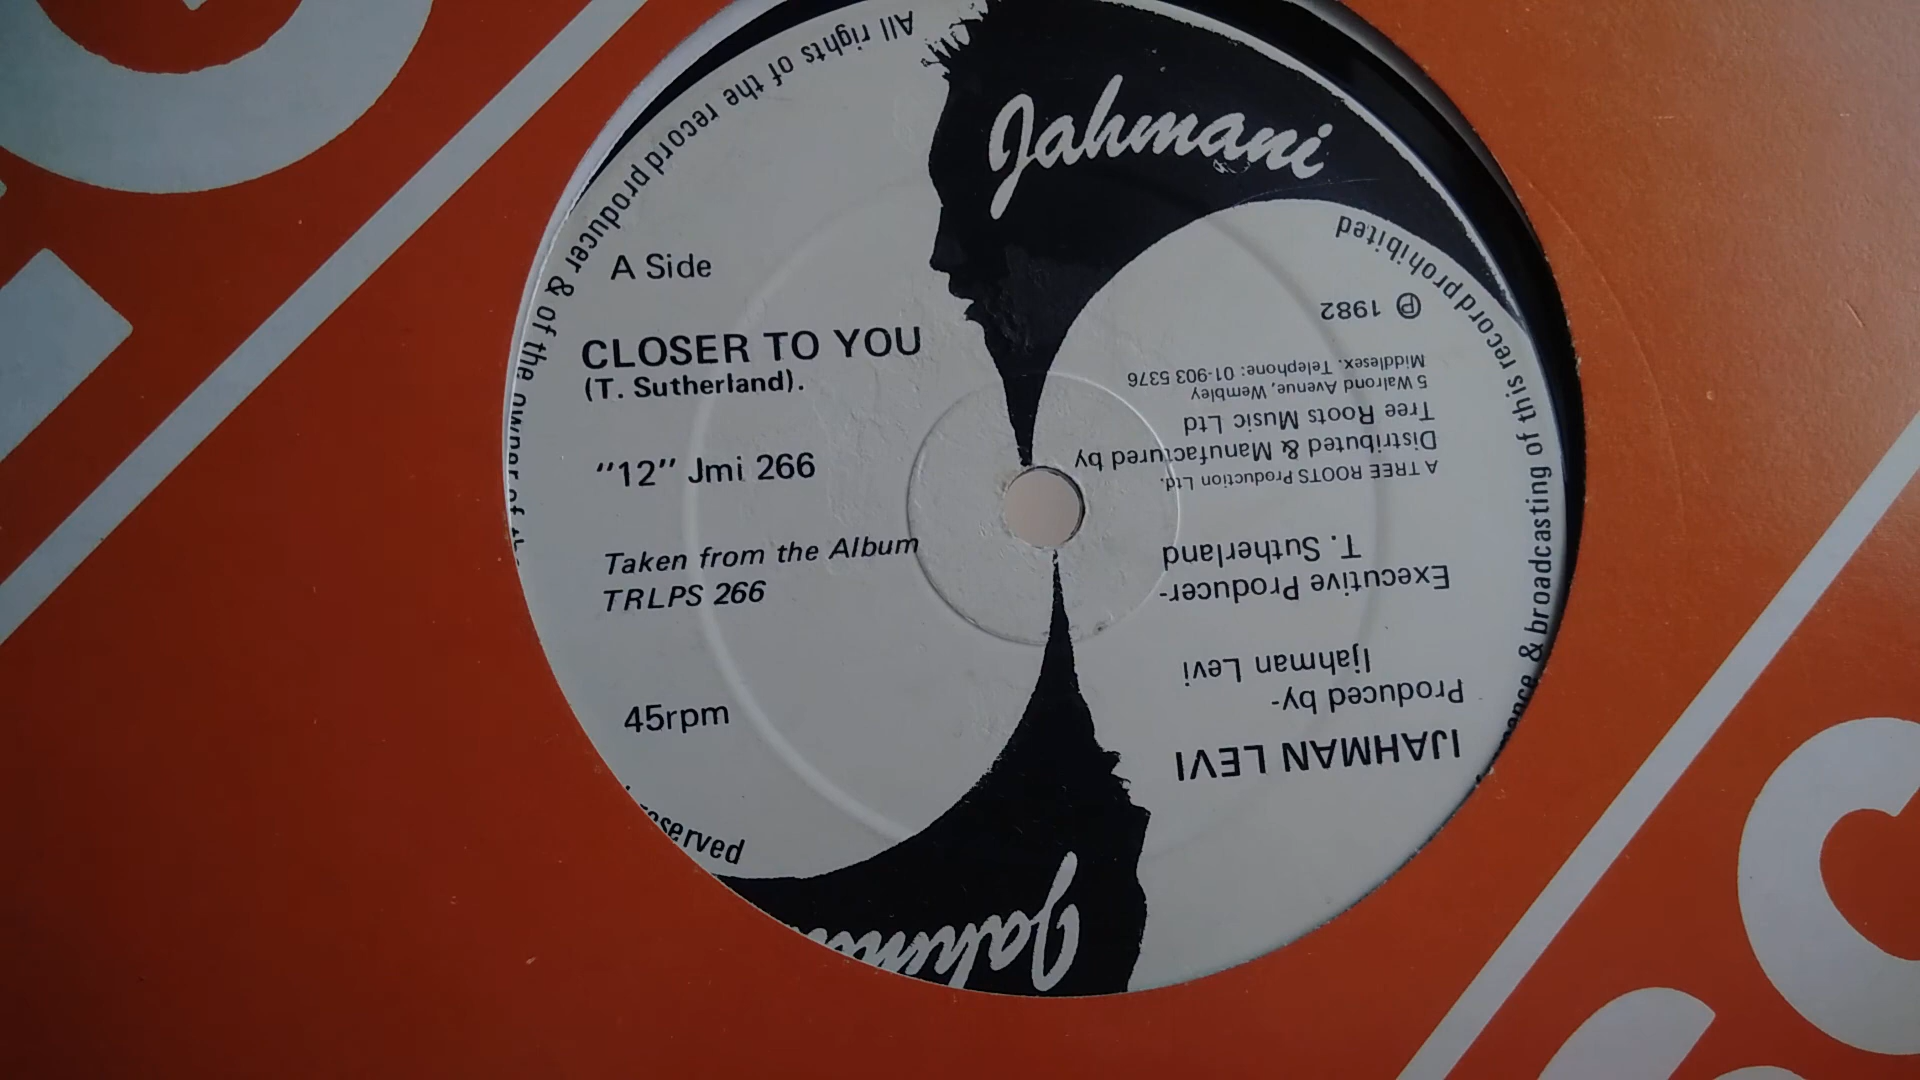 Jahmani
A Side
CLOSER TO YOU
(T. Sutherland).
"12" Jmi 266
Taken from the Album
TRLPS 266
45rpm
IJAHMAN LEVI
Produced by-
Ijahman Levi
Executive Producer-
T. Sutherland
A TREE ROOTS Production Ltd.
Distributed & Manufactured by
Tree Roots Music Ltd
5 Walrond Avenue, Wembley
Middlesex. Telephone: 01-903 5376
℗ 1982
All rights of the record producer & of the owner of
reserved
& broadcasting of this record prohibited